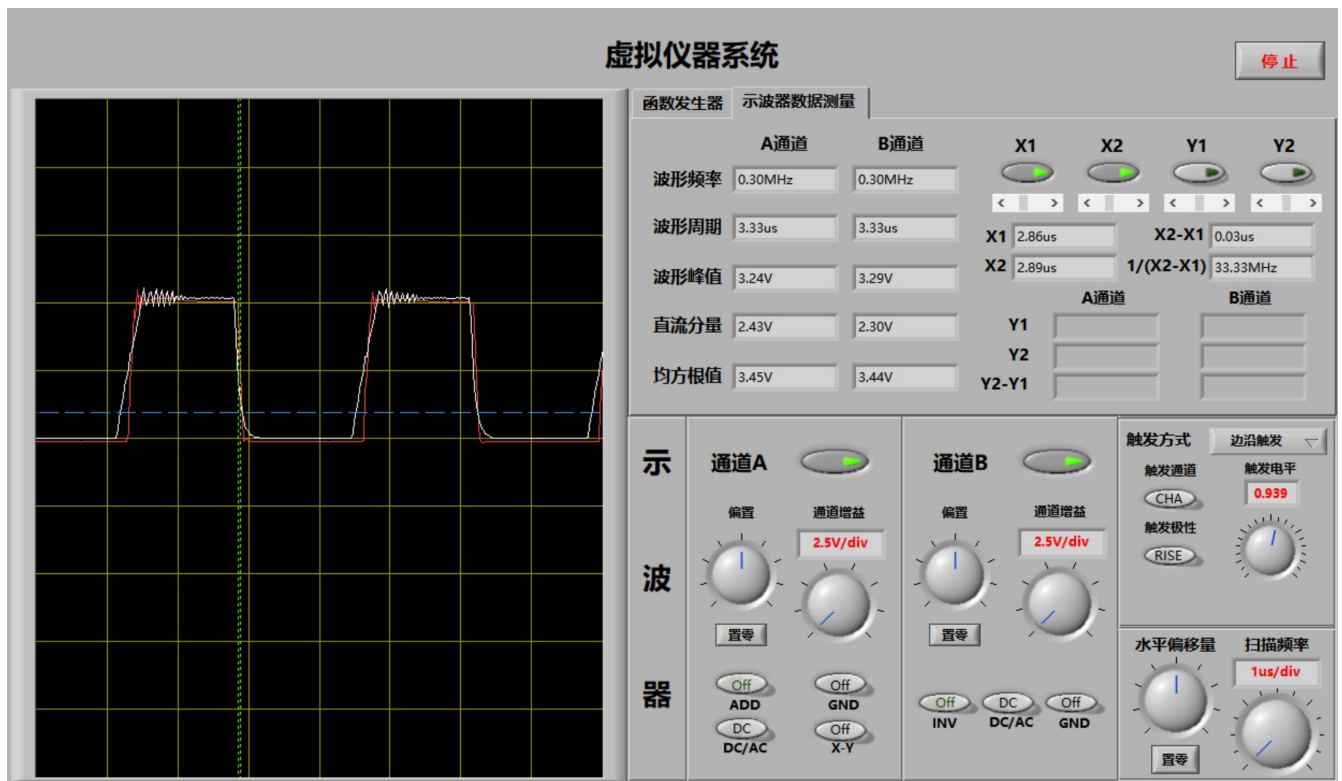 虚拟仪器系统
停止
函数发生器 示波器数据测量
A通道 B通道
波形频率 0.30MHz 0.30MHz
波形周期 3.33us 3.33us
波形峰值 3.24V 3.29V
直流分量 2.43V 2.30V
均方根值 3.45V 3.44V
X1 X2 Y1 Y2
X1 2.86us X2-X1 0.03us
X2 2.89us 1/(X2-X1) 33.33MHz
A通道 B通道
Y1
Y2
Y2-Y1
示波器
通道A
偏置 通道增益
2.5V/div
置零
Off Off
ADD GND
DC Off
DC/AC X-Y
通道B
偏置 通道增益
2.5V/div
置零
Off DC Off
INV DC/AC GND
触发方式 边沿触发
触发通道 触发电平
CHA 0.939
触发极性
RISE
水平偏移量 扫描频率
1us/div
置零